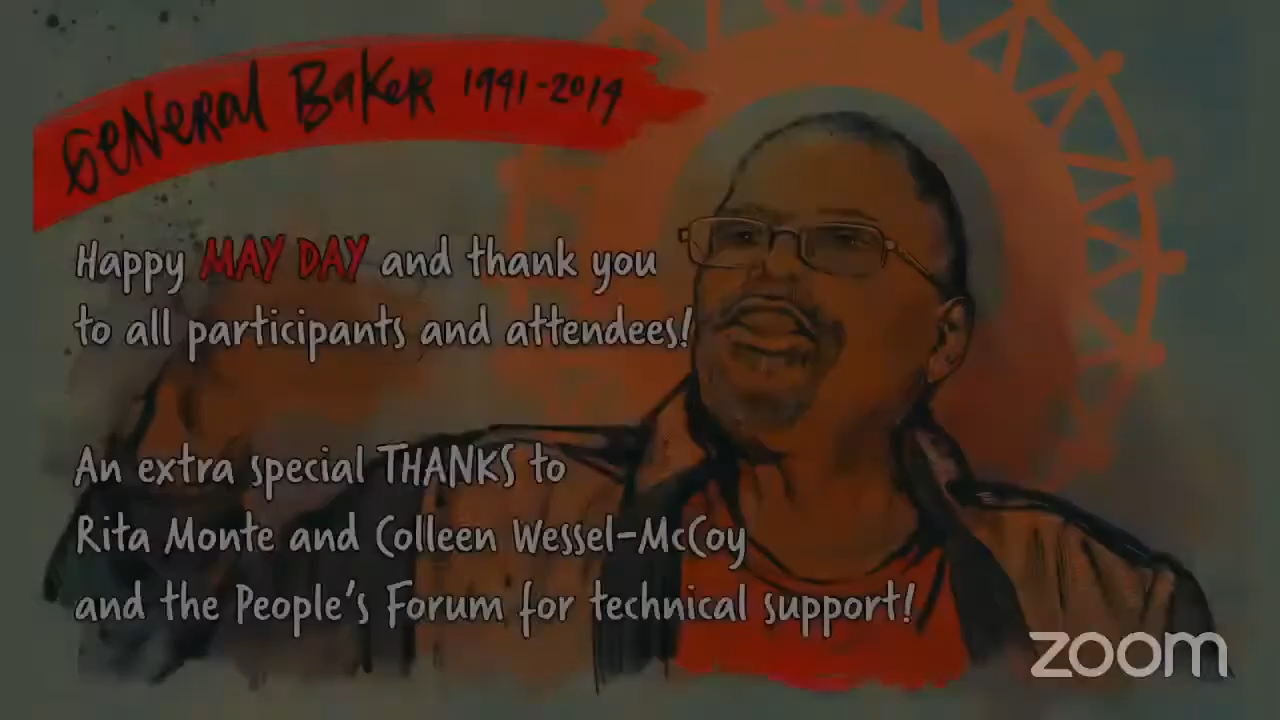 General Baker 1941-2014
Happy MAY DAY and thank you
to all participants and attendees!
An extra special THANKS to
Rita Monte and Colleen Wessel-McCoy
and the People's Forum for technical support!
zoom